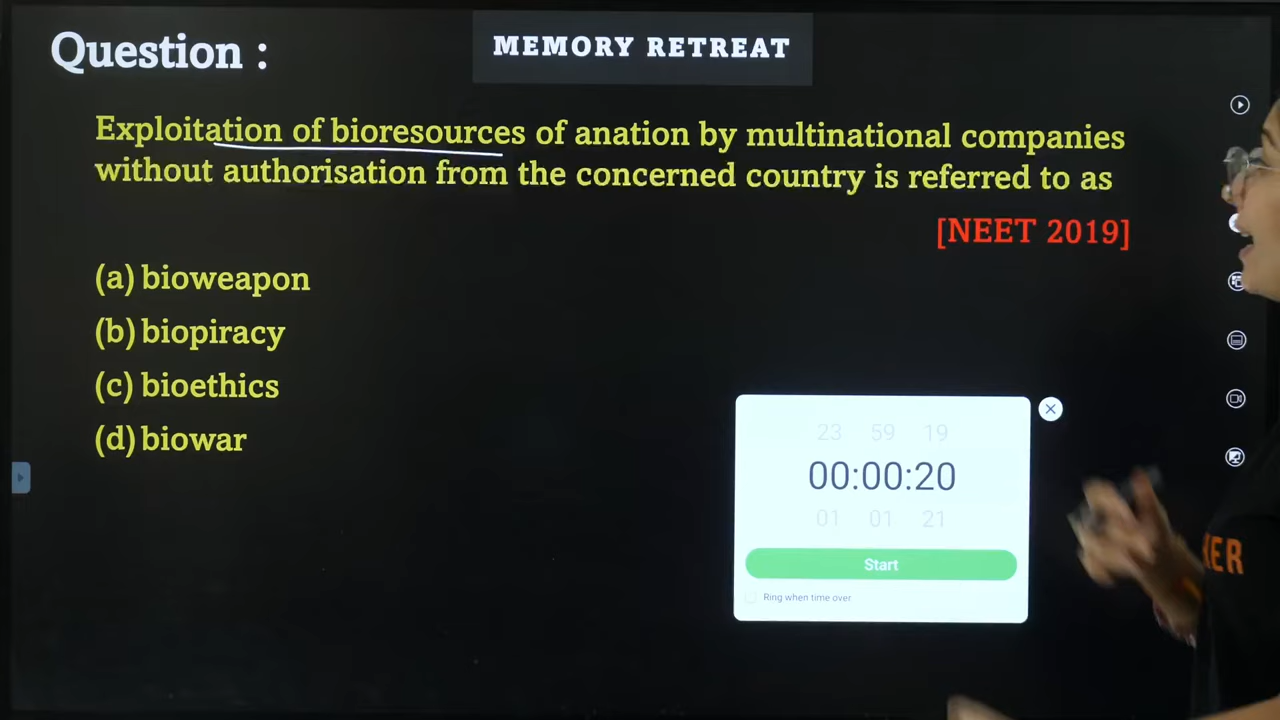 Question :
MEMORY RETREAT
Exploitation of bioresources of anation by multinational companies
without authorisation from the concerned country is referred to as
[NEET 2019]
(a) bioweapon
(b) biopiracy
(c) bioethics
(d) biowar
23 59 19
00:00:20
01 01 21
Start
Ring when time over